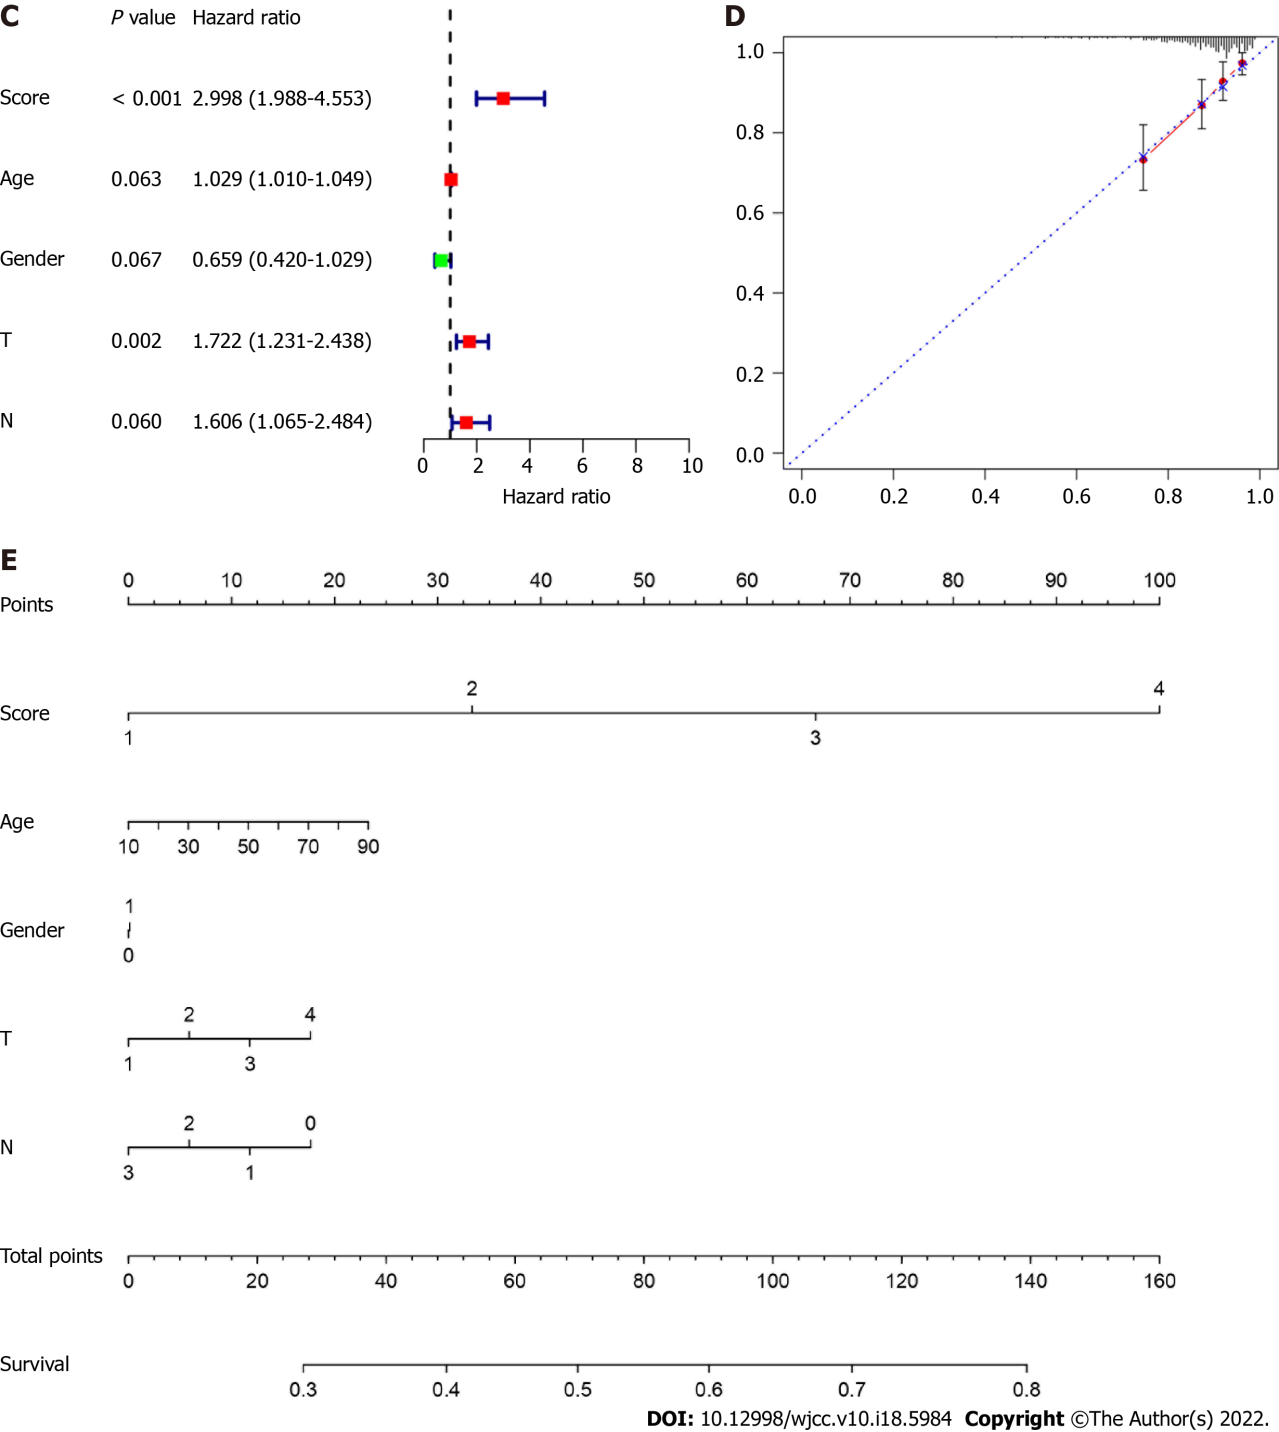 C
P value Hazard ratio
Score < 0.001 2.998 (1.988-4.553)
Age 0.063 1.029 (1.010-1.049)
Gender 0.067 0.659 (0.420-1.029)
T 0.002 1.722 (1.231-2.438)
N 0.060 1.606 (1.065-2.484)
0 2 4 6 8 10
Hazard ratio
D
1.0
0.8
0.6
0.4
0.2
0.0
0.0 0.2 0.4 0.6 0.8 1.0
E
0 10 20 30 40 50 60 70 80 90 100
Points
2 4
Score
1 3
Age
10 30 50 70 90
1
Gender
0
2 4
T
1 3
2 0
N
3 1
Total points
0 20 40 60 80 100 120 140 160
Survival
0.3 0.4 0.5 0.6 0.7 0.8
DOI: 10.12998/wjcc.v10.i18.5984 Copyright ©The Author(s) 2022.